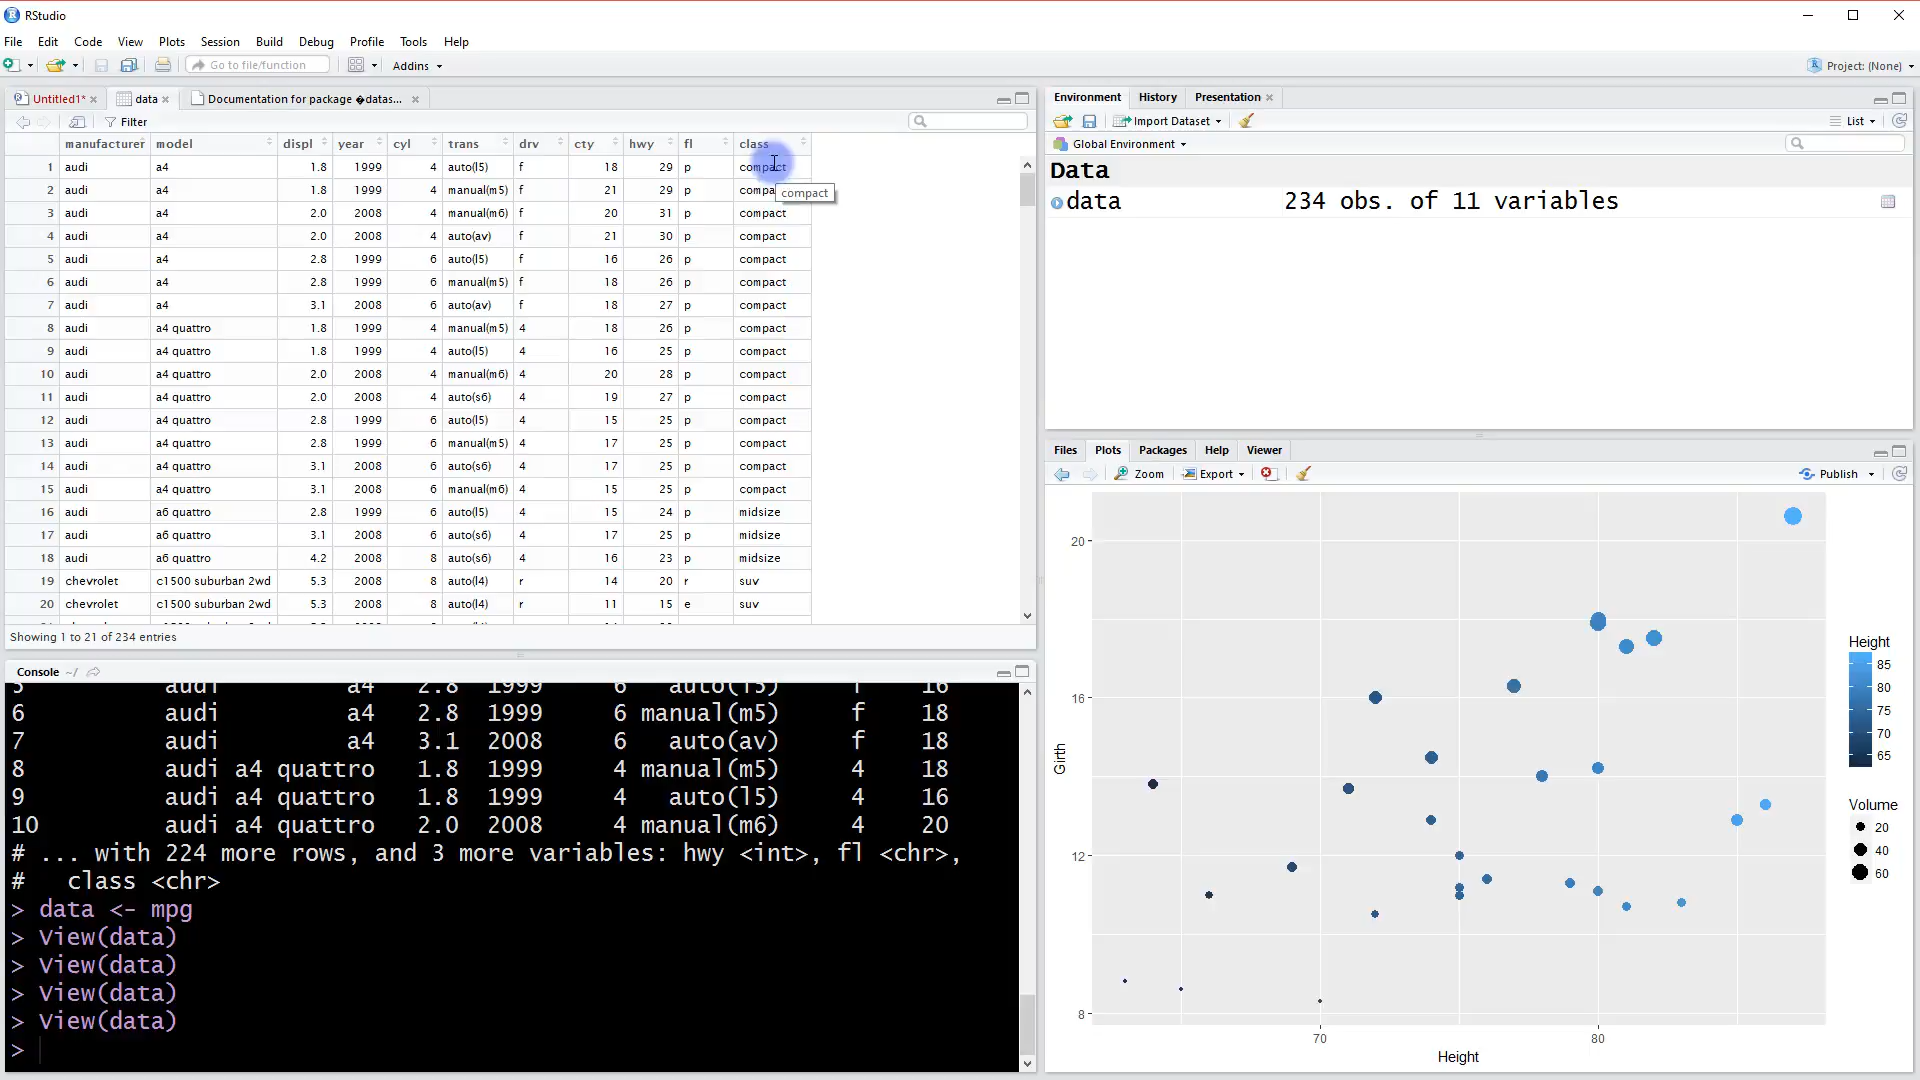 RStudio
File Edit Code View Plots Session Build Debug Profile Tools Help
Go to file/function Addins Project: (None)
Untitled1* data Documentation for package �datas...
Filter
manufacturer model displ year cyl trans drv cty hwy fl class
1 audi a4 1.8 1999 4 auto(l5) f 18 29 p compact
2 audi a4 1.8 1999 4 manual(m5) f 21 29 p compa
compact
3 audi a4 2.0 2008 4 manual(m6) f 20 31 p compact
4 audi a4 2.0 2008 4 auto(av) f 21 30 p compact
5 audi a4 2.8 1999 6 auto(l5) f 16 26 p compact
6 audi a4 2.8 1999 6 manual(m5) f 18 26 p compact
7 audi a4 3.1 2008 6 auto(av) f 18 27 p compact
8 audi a4 quattro 1.8 1999 4 manual(m5) 4 18 26 p compact
9 audi a4 quattro 1.8 1999 4 auto(l5) 4 16 25 p compact
10 audi a4 quattro 2.0 2008 4 manual(m6) 4 20 28 p compact
11 audi a4 quattro 2.0 2008 4 auto(s6) 4 19 27 p compact
12 audi a4 quattro 2.8 1999 6 auto(l5) 4 15 25 p compact
13 audi a4 quattro 2.8 1999 6 manual(m5) 4 17 25 p compact
14 audi a4 quattro 3.1 2008 6 auto(s6) 4 17 25 p compact
15 audi a4 quattro 3.1 2008 6 manual(m6) 4 15 25 p compact
16 audi a6 quattro 2.8 1999 6 auto(l5) 4 15 24 p midsize
17 audi a6 quattro 3.1 2008 6 auto(s6) 4 17 25 p midsize
18 audi a6 quattro 4.2 2008 8 auto(s6) 4 16 23 p midsize
19 chevrolet c1500 suburban 2wd 5.3 2008 8 auto(l4) r 14 20 r suv
20 chevrolet c1500 suburban 2wd 5.3 2008 8 auto(l4) r 11 15 e suv
Showing 1 to 21 of 234 entries
Console ~/
5 audi a4 2.8 1999 6 auto(l5) f 16
6 audi a4 2.8 1999 6 manual(m5) f 18
7 audi a4 3.1 2008 6 auto(av) f 18
8 audi a4 quattro 1.8 1999 4 manual(m5) 4 18
9 audi a4 quattro 1.8 1999 4 auto(l5) 4 16
10 audi a4 quattro 2.0 2008 4 manual(m6) 4 20
# ... with 224 more rows, and 3 more variables: hwy <int>, fl <chr>,
# class <chr>
> data <- mpg
> View(data)
> View(data)
> View(data)
> View(data)
>
Environment History Presentation
Import Dataset List
Global Environment
Data
data 234 obs. of 11 variables
Files Plots Packages Help Viewer
Zoom Export Publish
20
16
12
8
Girth
70 80
Height
Height
85
80
75
70
65
Volume
20
40
60